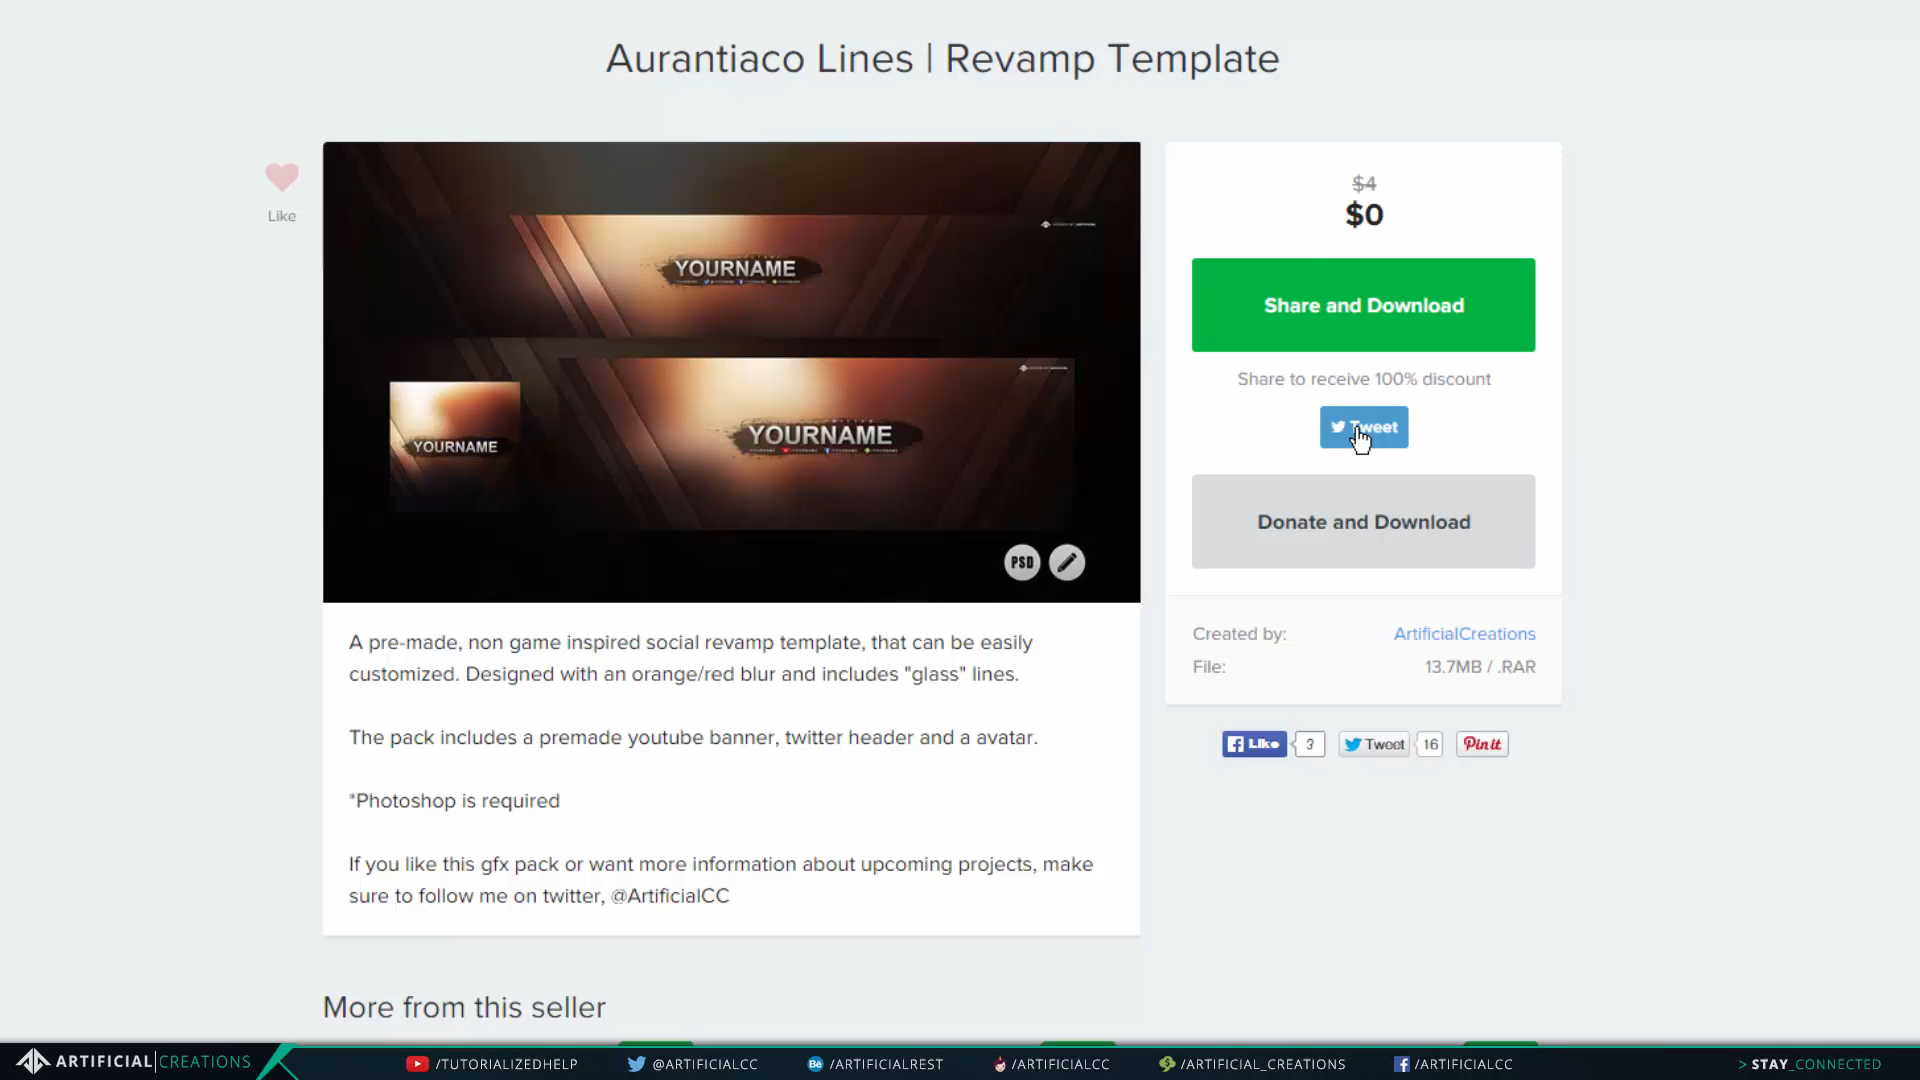 Aurantiaco Lines | Revamp Template
Like
YOURNAME
YOURNAME
YOURNAME
PSD
$4
$0
Share and Download
Share to receive 100% discount
Tweet
Donate and Download
Created by: ArtificialCreations
File: 13.7MB / .RAR
Like 3 Tweet 16 Pin it
A pre-made, non game inspired social revamp template, that can be easily
customized. Designed with an orange/red blur and includes "glass" lines.
The pack includes a premade youtube banner, twitter header and a avatar.
*Photoshop is required
If you like this gfx pack or want more information about upcoming projects, make
sure to follow me on twitter, @ArtificialCC
More from this seller
ARTIFICIAL|CREATIONS /TUTORIALIZEDHELP @ARTIFICIALCC Bē /ARTIFICIALREST /ARTIFICIALCC /ARTIFICIAL_CREATIONS /ARTIFICIALCC > STAY_CONNECTED